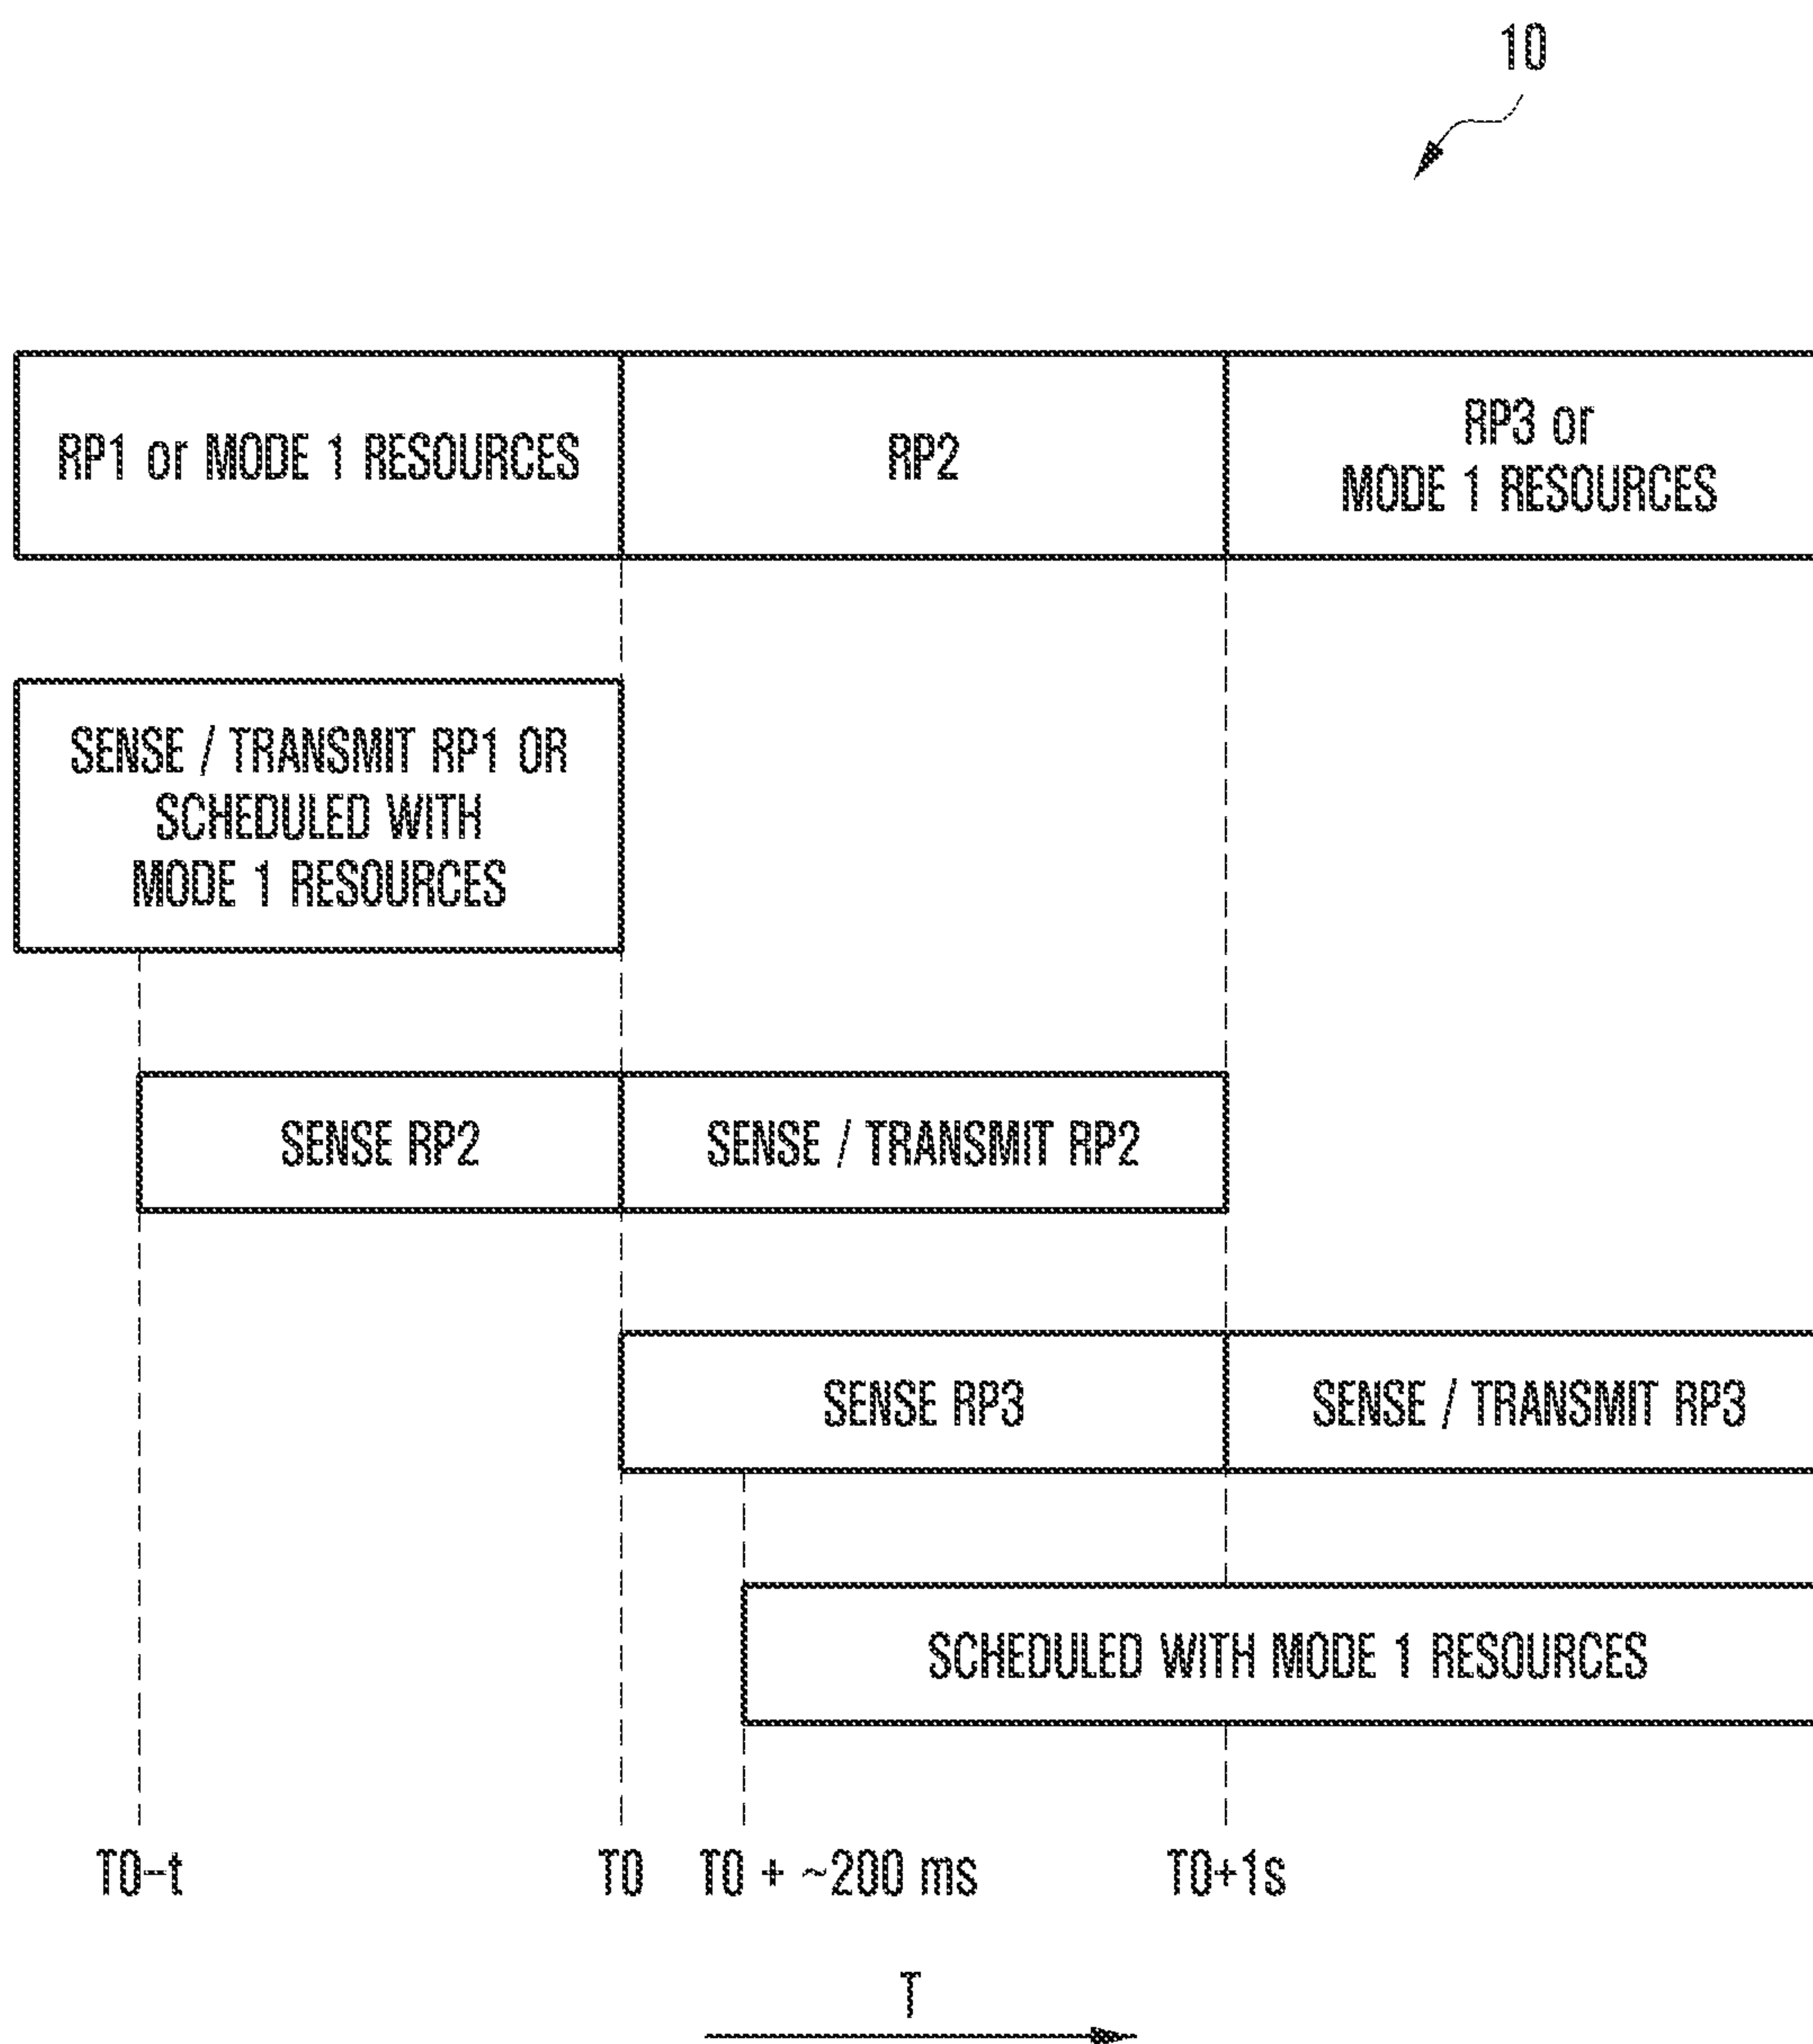 10
RP1 or MODE 1 RESOURCES
RP2
RP3 or
MODE 1 RESOURCES
SENSE / TRANSMIT RP1 OR
SCHEDULED WITH
MODE 1 RESOURCES
SENSE RP2
SENSE / TRANSMIT RP2
SENSE RP3
SENSE / TRANSMIT RP3
SCHEDULED WITH MODE 1 RESOURCES
T0-t
T0
T0 + ~200 ms
T0+1s
T